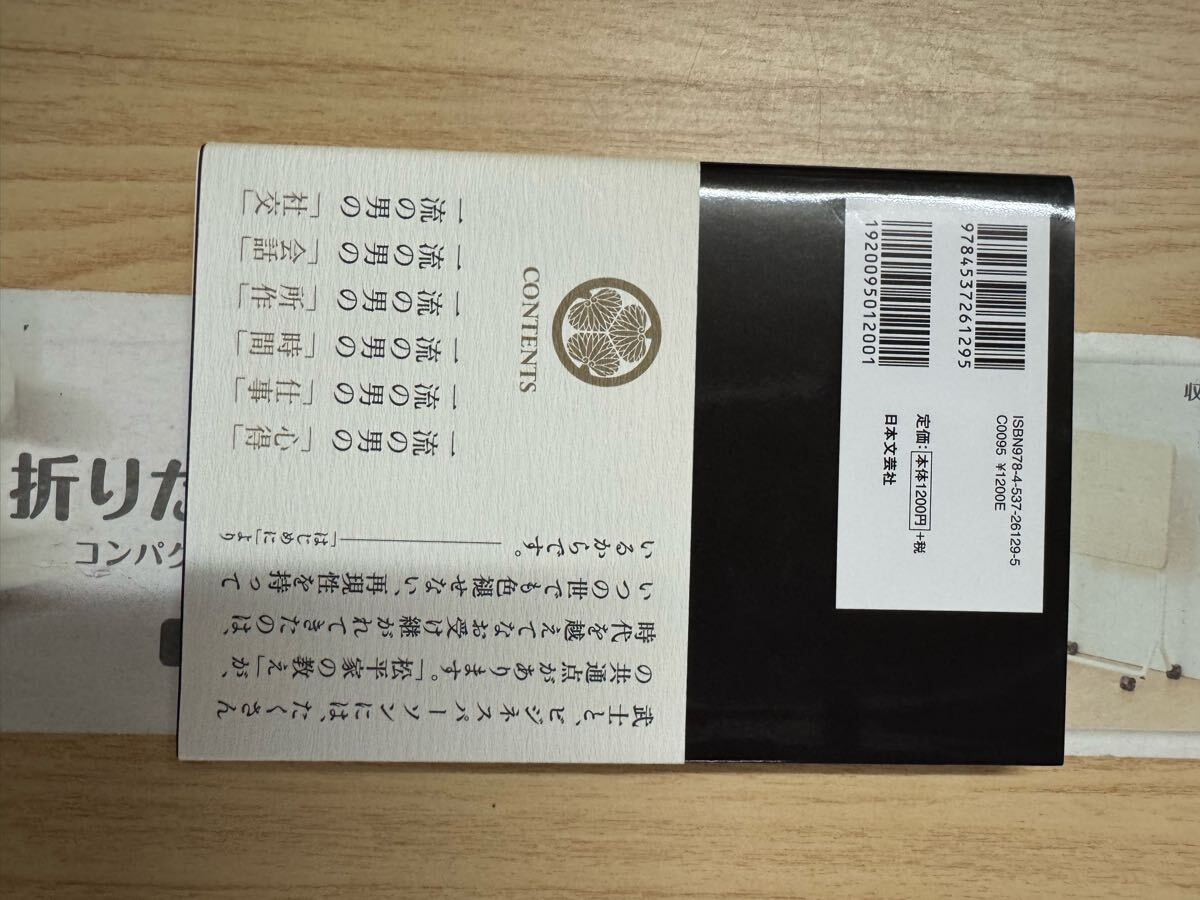 9784537261295
1920095012001
ISBN978-4-537-26129-5
C0095 ¥1200E
定価:本体1200円+税
日本文芸社
武士と、ビジネスパーソンには、たくさん
の共通点があります。「松平家の教え」が、
時代を越えてなお受け継がれてきたのは、
いつの世でも色褪せない、再現性を持って
いるからです。
「はじめに」より
CONTENTS
一流の男の「心得」
一流の男の「仕事」
一流の男の「時間」
一流の男の「所作」
一流の男の「会話」
一流の男の「社交」
折りた
コンパク
収